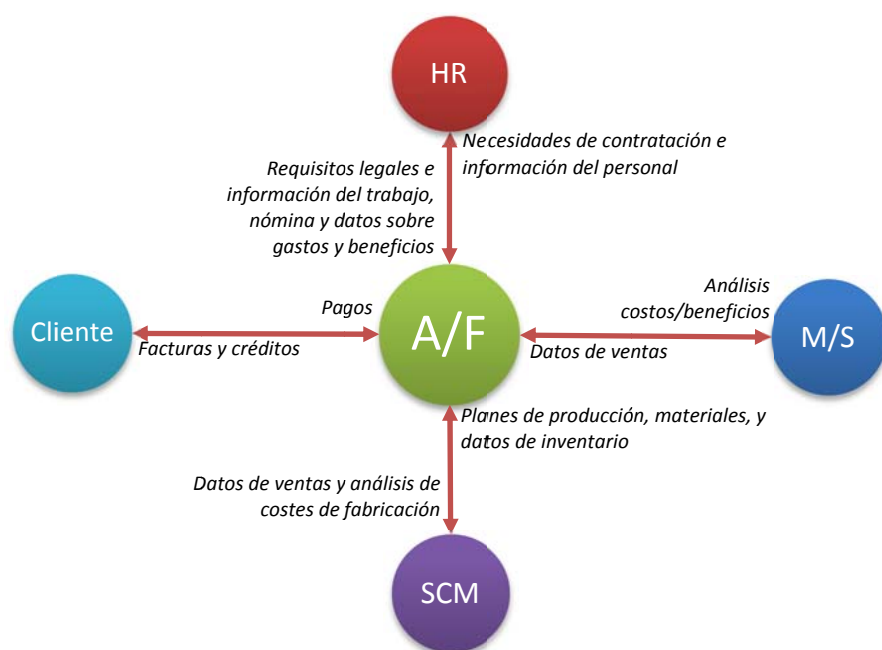 HR
Necesidades de contratación e
información del personal
Requisitos legales e
información del trabajo,
nómina y datos sobre
gastos y beneficios
Cliente
Pagos
Facturas y créditos
A/F
Análisis
costos/beneficios
Datos de ventas
M/S
Planes de producción, materiales, y
datos de inventario
Datos de ventas y análisis de
costes de fabricación
SCM